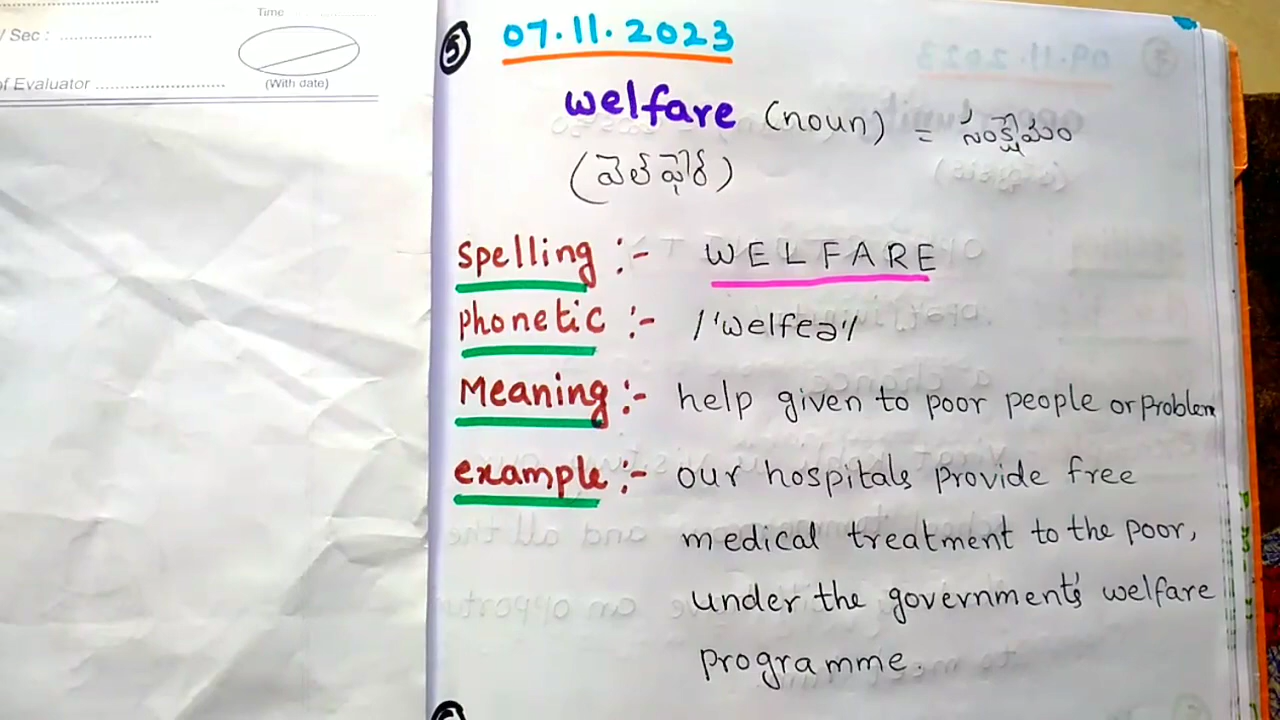 Time
/ Sec :
of Evaluator
(With date)
5 07.11.2023
welfare (noun) = సంక్షేమం
(వెల్ఫేర్)
spelling :- WELFARE
phonetic :- /'welfeə'/
Meaning :- help given to poor people or problem
example :- our hospitals provide free
medical treatment to the poor,
under the government's welfare
programme.